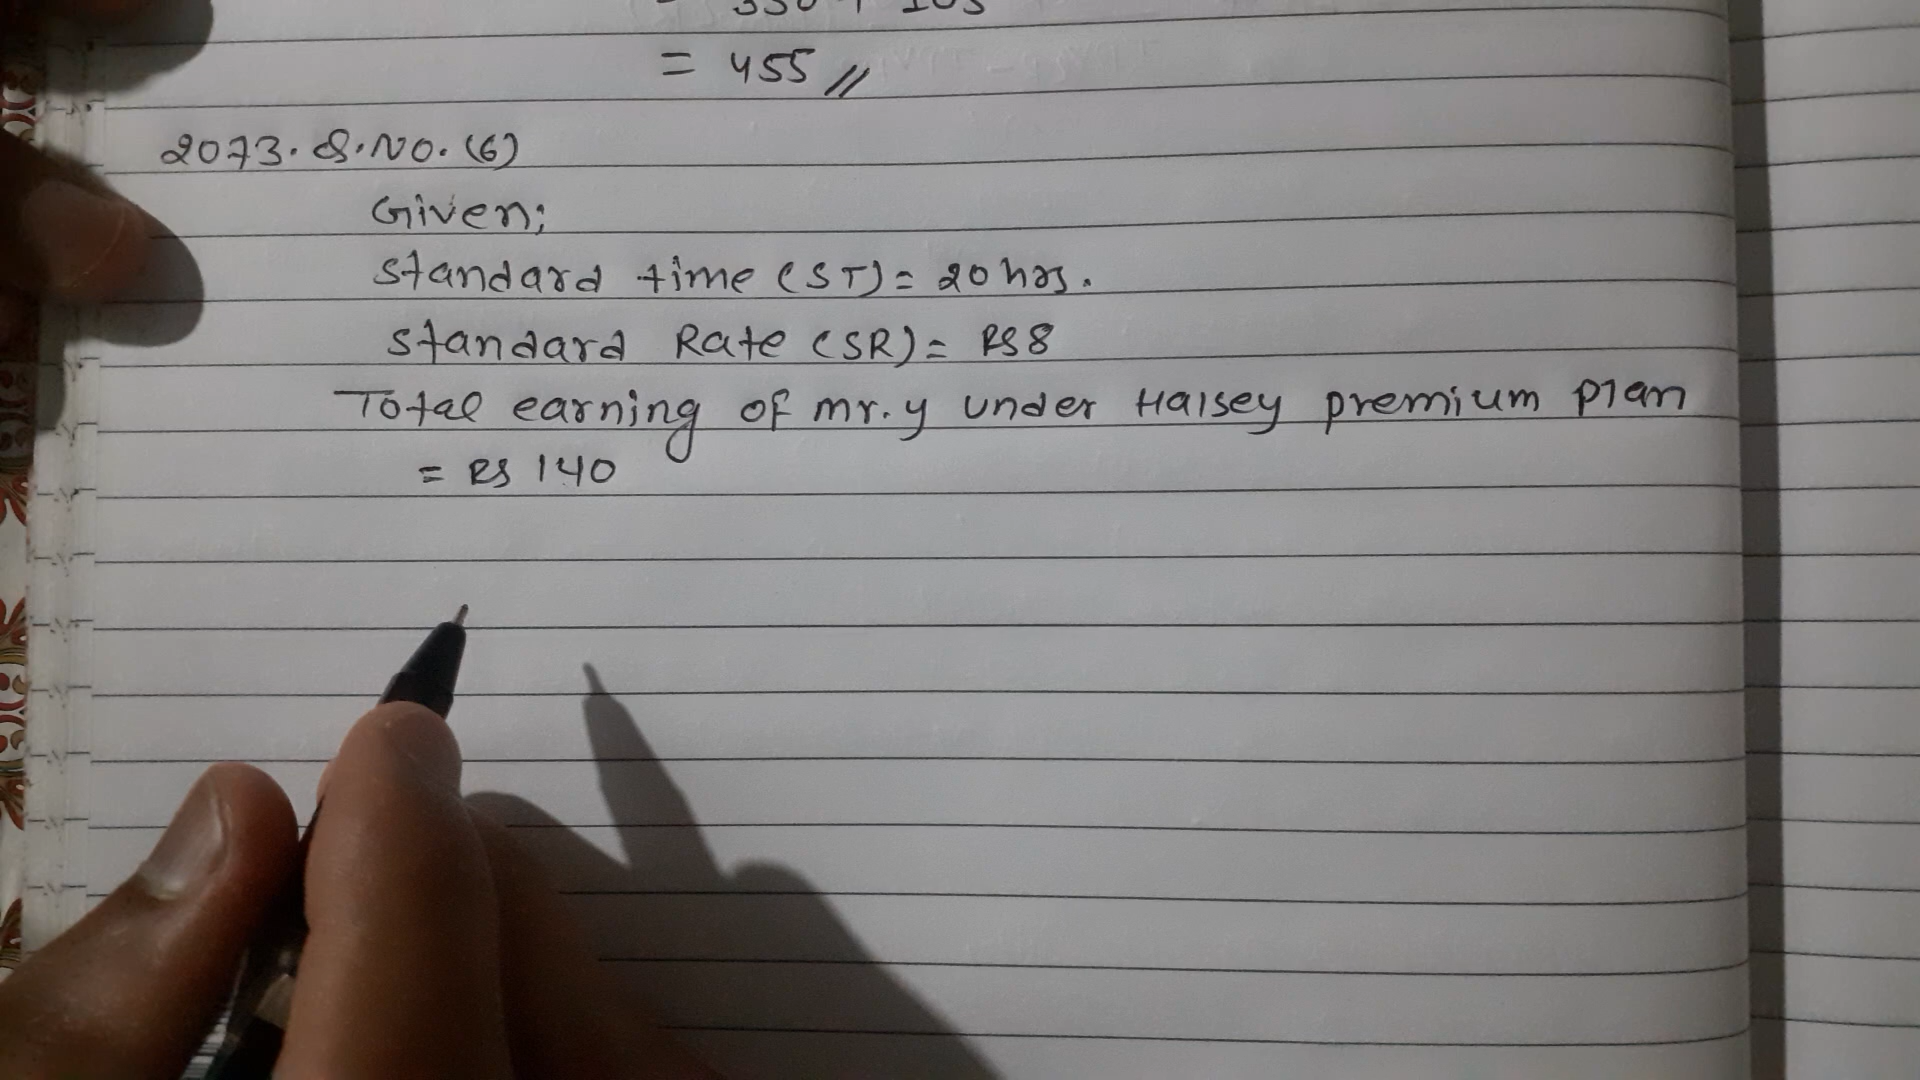 = 455 //
2073. Q.NO. (6)
Given;
standard time (ST) = 20 hrs.
standard Rate (SR) = RS 8
Total earning of mr. y under Halsey premium plan
= RS 140